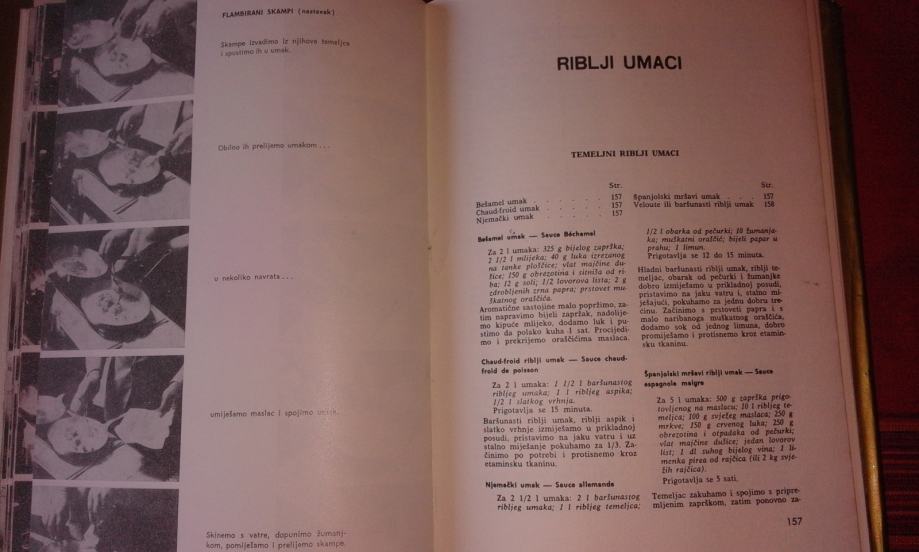 FLAMBIRANI SKAMPI (nastavak)
Skampe izvadimo iz njihova temeljca
i spustimo ih u umak.
Obilno ih prelijemo umakom . . .
u nekoliko navrata . . .
umiješamo maslac i spojimo umak.
Skinemo s vatre, dopunimo žumanj-
kom, pomiješamo i prelijemo skampe.
RIBLJI UMACI
TEMELJNI RIBLJI UMACI
Str.
Bešamel umak . . . . . 157
Chaud-froid umak . . . . . 157
Njemački umak . . . . . 157
Str.
Španjolski mršavi umak . . . 157
Veloute ili baršunasti riblji umak 158
Bešamel umak — Sauce Béchamel
Za 2 l umaka: 325 g bijelog zaprška;
2 1/2 l mlijeka; 40 g luka izrezanog
na tanke pločice; vlat majčine du-
šice; 150 g obrezotina i sitniša od ri-
ba; 12 g soli; 1/2 lovorova lista; 2 g
zdrobljenih zrna papra; prstovet mu-
škatnog oraščića.
Aromatične sastojine malo popržimo, za-
tim napravimo bijeli zapržak, nadolije-
mo kipuće mlijeko, dodamo luk i pu-
stimo da polako kuha 1 sat. Procijedi-
mo i prekrijemo oraščićima maslaca.
Chaud-froid riblji umak — Sauce chaud-
froid de poisson
Za 2 l umaka: 1 1/2 l baršunastog
ribljeg umaka; 1 l ribljeg aspika;
1/2 l slatkog vrhnja.
Prigotavlja se 15 minuta.
Baršunasti riblji umak, riblji aspik i
slatko vrhnje izmiješamo u prikladnoj
posudi, pristavimo na jaku vatru i uz
stalno miješanje pokuhamo za 1/3. Za-
činimo po potrebi i protisnemo kroz
etaminsku tkaninu.
Njemački umak — Sauce allemande
Za 2 1/2 l umaka: 2 l baršunastog
ribljeg umaka; 1 l ribljeg temeljca;
1/2 l obarka od pečurki; 10 žumanja-
ka; muškatni oraščić; bijeli papar u
prahu; 1 limun.
Prigotavlja se 12 do 15 minuta.
Hladni baršunasti riblji umak, riblji te-
meljac, obarak od pečurki i žumanjke
dobro izmiješamo u prikladnoj posudi,
pristavimo na jaku vatru i, stalno mi-
ješajući, pokuhamo za jednu dobru tre-
ćinu. Začinimo s prstoveti papra i s
malo naribanoga muškatnog oraščića,
dodamo sok od jednog limuna, dobro
promiješamo i protisnemo kroz etamin-
sku tkaninu.
Španjolski mršavi riblji umak — Sauce
espagnole maigre
Za 5 l umaka: 500 g zaprška prigo-
tovljenog na maslacu; 10 l ribljeg te-
meljca; 100 g svježeg maslaca; 250 g
mrkve; 150 g crvenog luka; 250 g
obrezotina i otpadaka od pečurki;
vlat majčine dušice; jedan lovorov
list; 1 dl suhog bijelog vina; 1 li-
menka pirea od rajčica (ili 2 kg svje-
žih rajčica).
Prigotavlja se 5 sati.
Temeljac zakuhamo i spojimo s pripre-
mljenim zaprškom, zatim ponovno za-
157